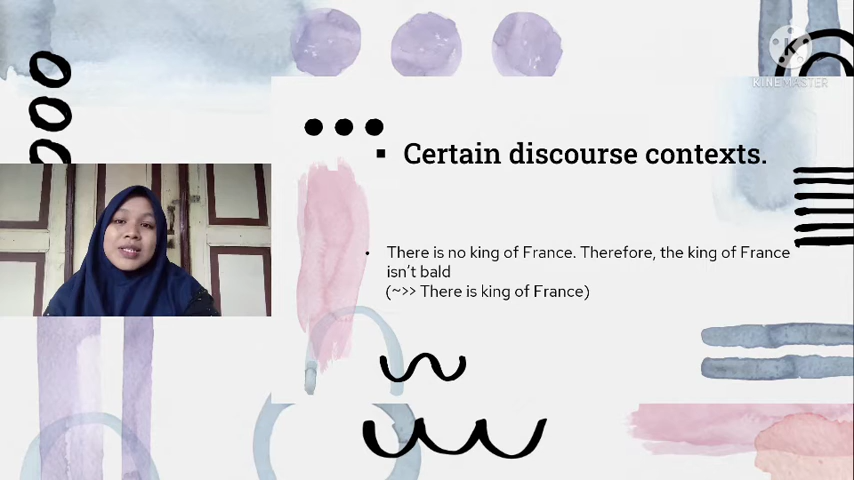 K
KINEMASTER
▪ Certain discourse contexts.
• There is no king of France. Therefore, the king of France
isn't bald
(~>> There is king of France)